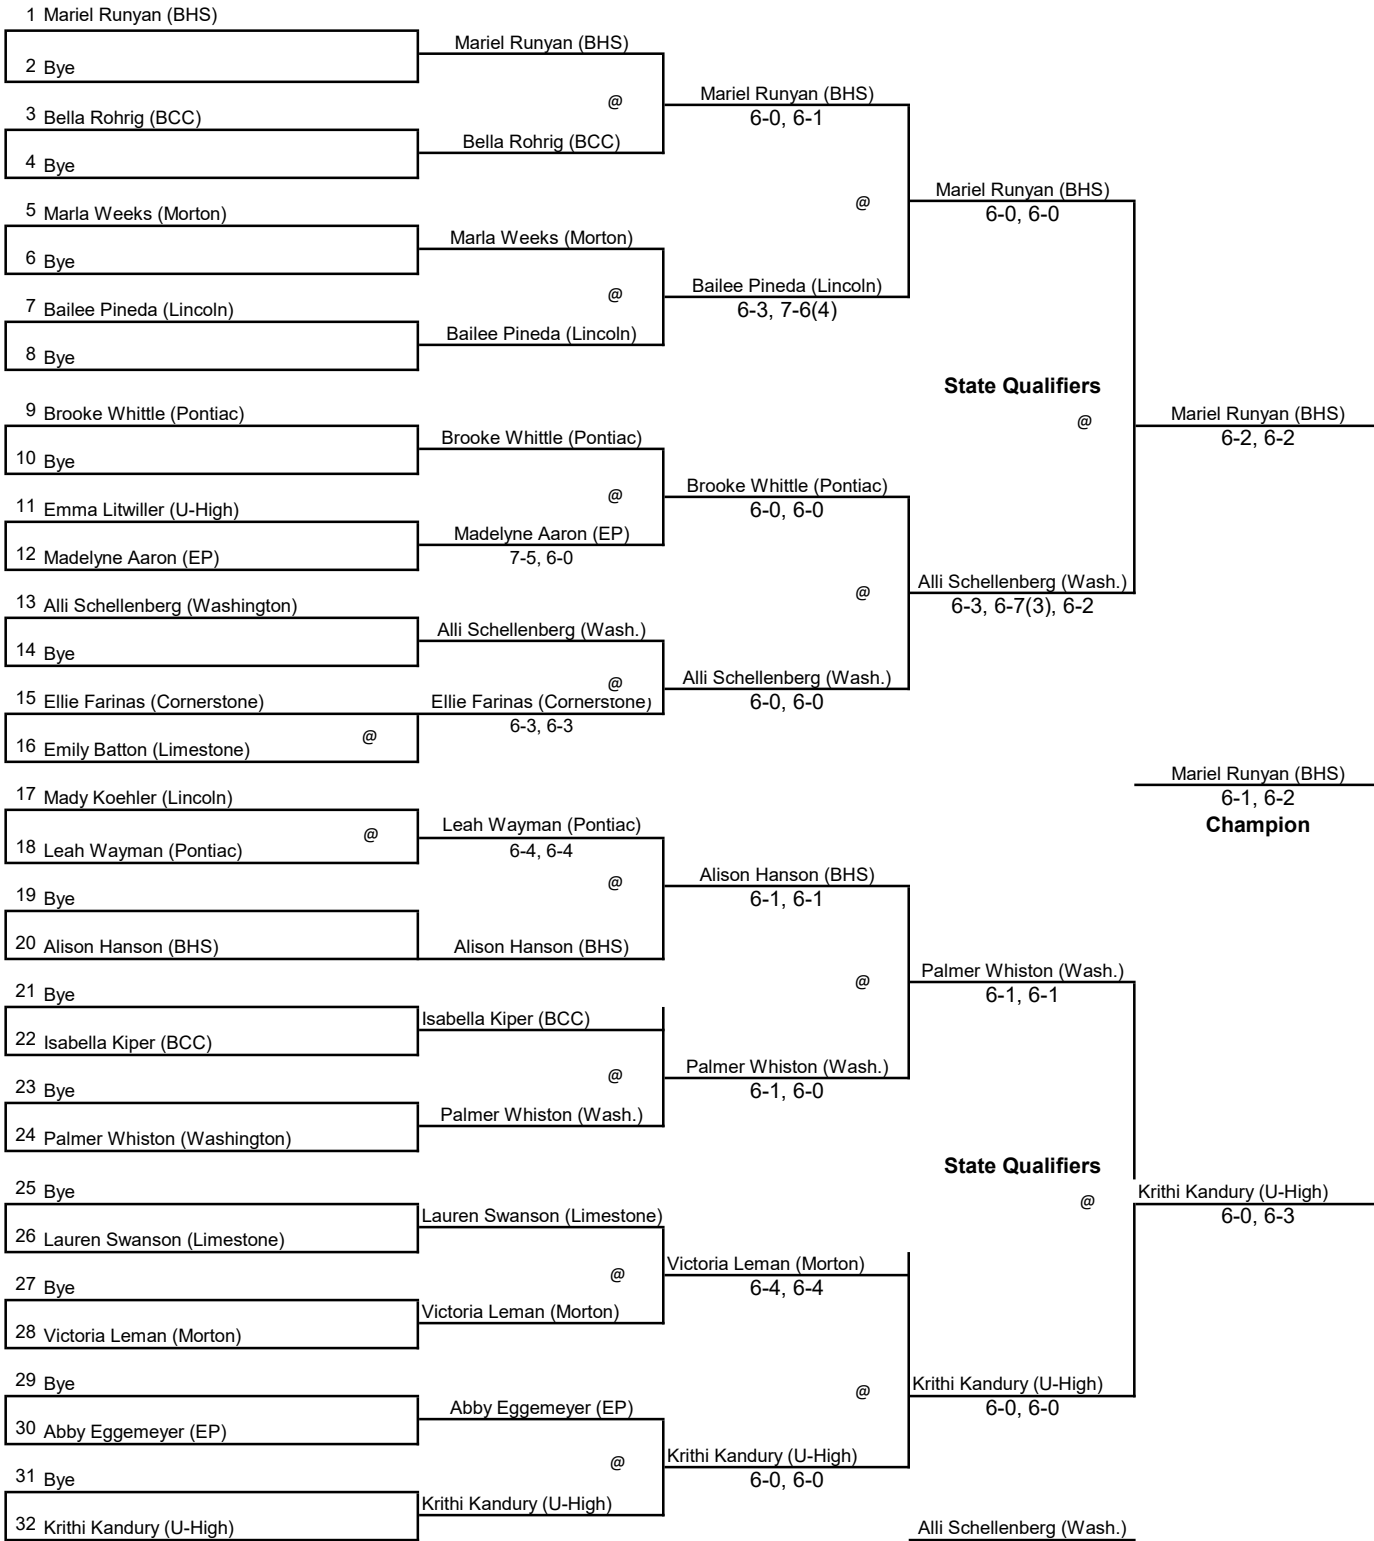 1 Mariel Runyan (BHS)
Mariel Runyan (BHS)
2 Bye
@
Mariel Runyan (BHS)
6-0, 6-1
3 Bella Rohrig (BCC)
Bella Rohrig (BCC)
4 Bye
@
Mariel Runyan (BHS)
6-0, 6-0
5 Marla Weeks (Morton)
Marla Weeks (Morton)
6 Bye
@
Bailee Pineda (Lincoln)
6-3, 7-6(4)
7 Bailee Pineda (Lincoln)
Bailee Pineda (Lincoln)
8 Bye
State Qualifiers
@
Mariel Runyan (BHS)
6-2, 6-2
9 Brooke Whittle (Pontiac)
Brooke Whittle (Pontiac)
10 Bye
@
Brooke Whittle (Pontiac)
6-0, 6-0
11 Emma Litwiller (U-High)
Madelyne Aaron (EP)
7-5, 6-0
12 Madelyne Aaron (EP)
@
Alli Schellenberg (Wash.)
6-3, 6-7(3), 6-2
13 Alli Schellenberg (Washington)
Alli Schellenberg (Wash.)
14 Bye
@
Alli Schellenberg (Wash.)
6-0, 6-0
15 Ellie Farinas (Cornerstone)
Ellie Farinas (Cornerstone)
6-3, 6-3
16 Emily Batton (Limestone)
@
Mariel Runyan (BHS)
6-1, 6-2
Champion
17 Mady Koehler (Lincoln)
@
Leah Wayman (Pontiac)
6-4, 6-4
18 Leah Wayman (Pontiac)
@
Alison Hanson (BHS)
6-1, 6-1
19 Bye
20 Alison Hanson (BHS)
Alison Hanson (BHS)
@
Palmer Whiston (Wash.)
6-1, 6-1
21 Bye
Isabella Kiper (BCC)
22 Isabella Kiper (BCC)
@
Palmer Whiston (Wash.)
6-1, 6-0
23 Bye
Palmer Whiston (Wash.)
24 Palmer Whiston (Washington)
State Qualifiers
@
Krithi Kandury (U-High)
6-0, 6-3
25 Bye
Lauren Swanson (Limestone)
26 Lauren Swanson (Limestone)
@
Victoria Leman (Morton)
6-4, 6-4
27 Bye
Victoria Leman (Morton)
28 Victoria Leman (Morton)
@
Krithi Kandury (U-High)
6-0, 6-0
29 Bye
Abby Eggemeyer (EP)
30 Abby Eggemeyer (EP)
@
Krithi Kandury (U-High)
6-0, 6-0
31 Bye
Krithi Kandury (U-High)
32 Krithi Kandury (U-High)
Alli Schellenberg (Wash.)